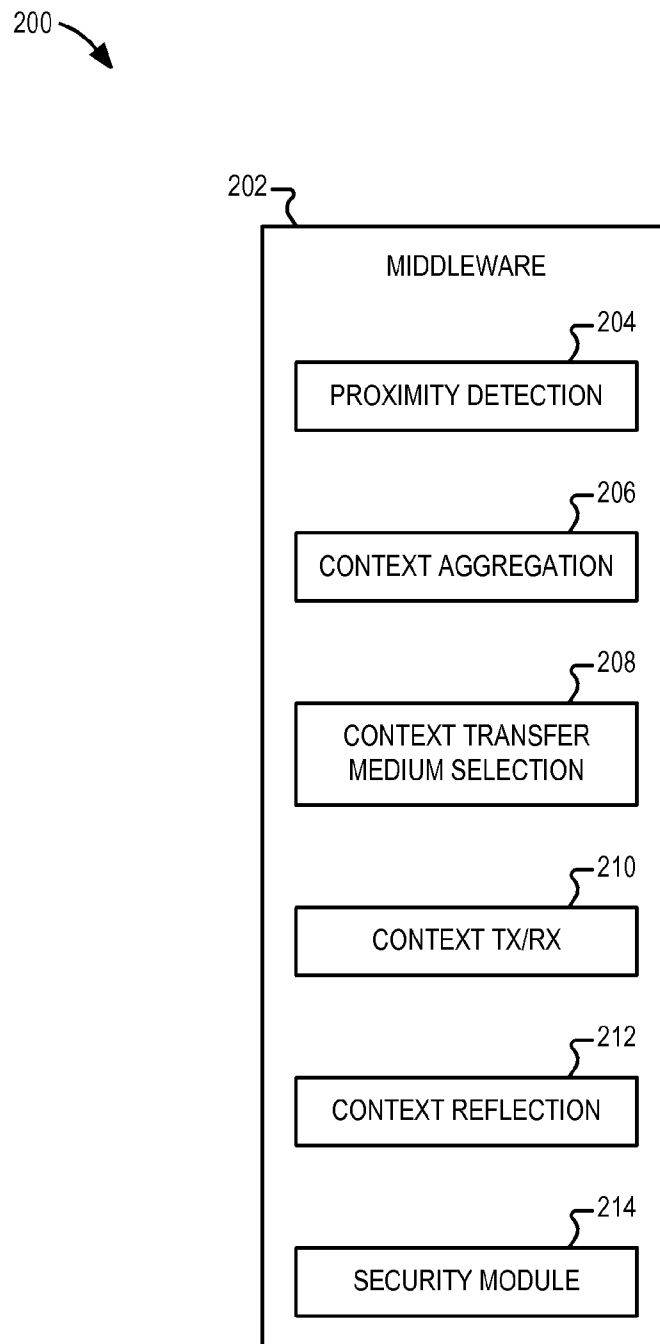 200
202
MIDDLEWARE
204
PROXIMITY DETECTION
206
CONTEXT AGGREGATION
208
CONTEXT TRANSFER
MEDIUM SELECTION
210
CONTEXT TX/RX
212
CONTEXT REFLECTION
214
SECURITY MODULE